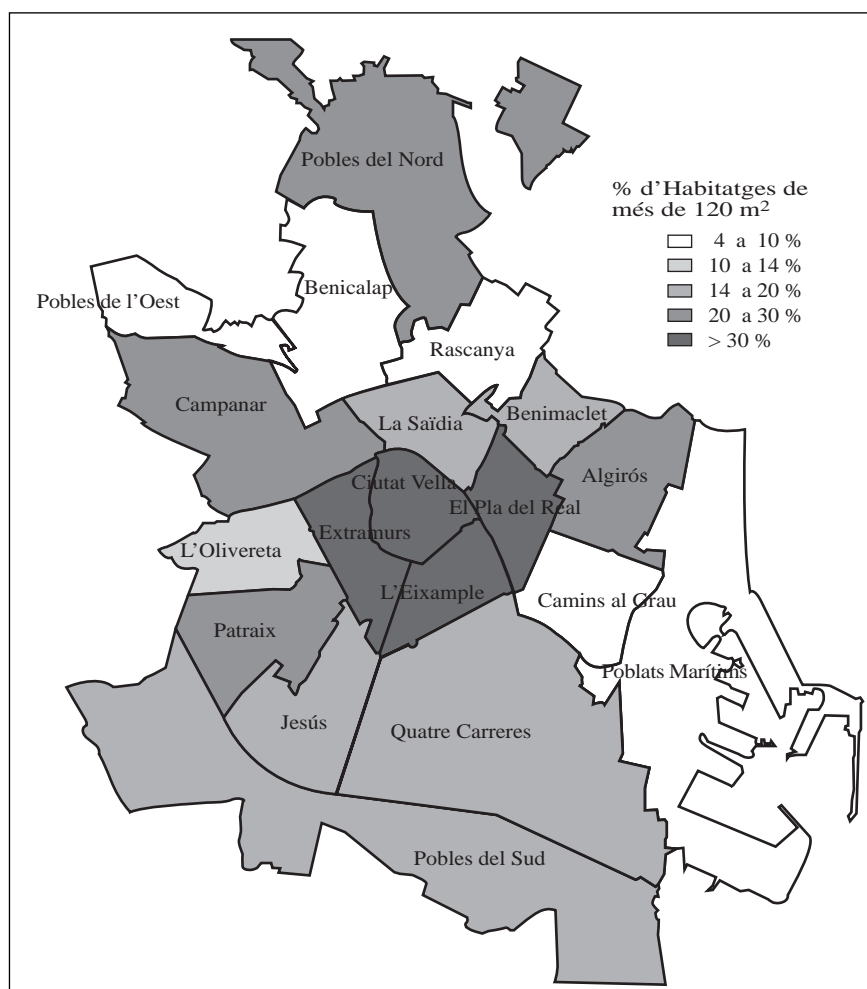 Pobles del Nord
% d’Habitatges de
més de 120 m²
4 a 10 %
10 a 14 %
14 a 20 %
20 a 30 %
> 30 %
Pobles de l’Oest
Benicalap
Rascanya
Campanar
La Saïdia
Benimaclet
Ciutat Vella
Algirós
El Pla del Real
Extramurs
L’Olivereta
L’Eixample
Camins al Grau
Patraix
Poblats Marítims
Jesús
Quatre Carreres
Pobles del Sud